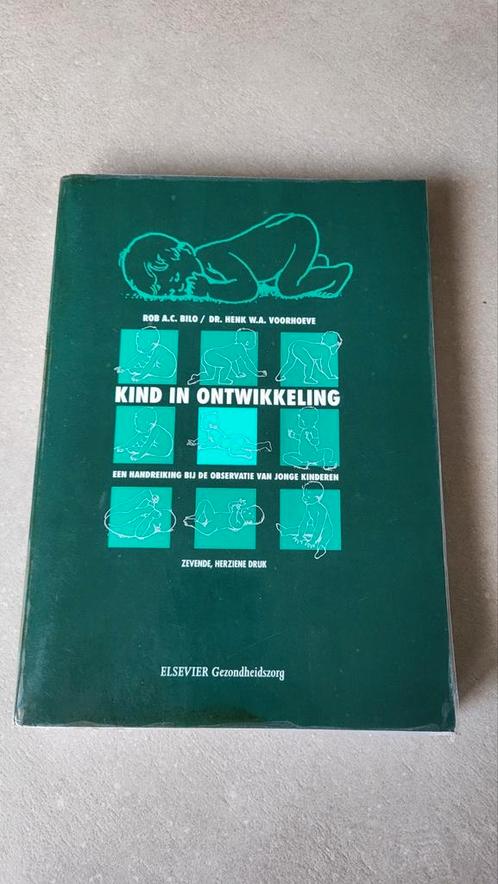 ROB A.C. BILO / DR. HENK W.A. VOORHOEVE
KIND IN ONTWIKKELING
EEN HANDREIKING BIJ DE OBSERVATIE VAN JONGE KINDEREN
ZEVENDE, HERZIENE DRUK
ELSEVIER Gezondheidszorg